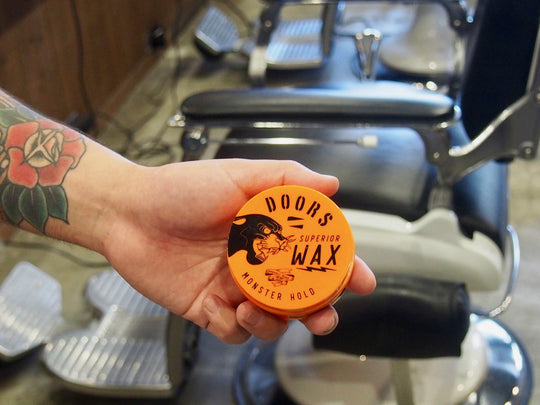 DOORS
SUPERIOR
WAX
MONSTER HOLD